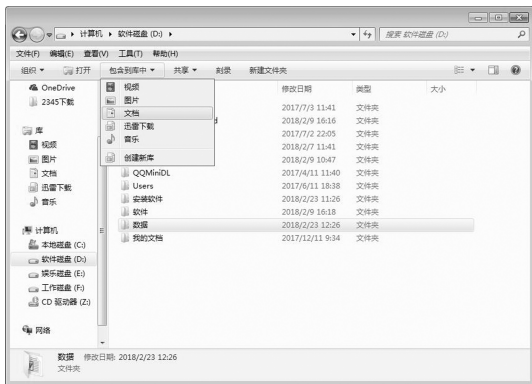 计算机 ▸ 软件磁盘 (D:) ▸
搜索 软件磁盘 (D:)
文件(F) 编辑(E) 查看(V) 工具(T) 帮助(H)
组织 打开 包含到库中 共享 刻录 新建文件夹
OneDrive
2345下载
库
视频
图片
文档
迅雷下载
音乐
计算机
本地磁盘 (C:)
软件磁盘 (D:)
娱乐磁盘 (E:)
工作磁盘 (F:)
CD 驱动器 (Z:)
网络
视频
图片
文档
迅雷下载
音乐
创建新库
修改日期 类型 大小
2017/7/3 11:41 文件夹
d 2018/2/9 16:16 文件夹
2017/7/2 22:05 文件夹
2018/2/7 11:41 文件夹
2018/2/9 10:47 文件夹
QQMiniDL 2017/4/11 11:40 文件夹
Users 2017/6/11 18:38 文件夹
安装软件 2018/2/23 11:26 文件夹
软件 2018/2/9 16:18 文件夹
数据 2018/2/23 12:26 文件夹
我的文档 2017/12/11 9:34 文件夹
数据 修改日期: 2018/2/23 12:26
文件夹